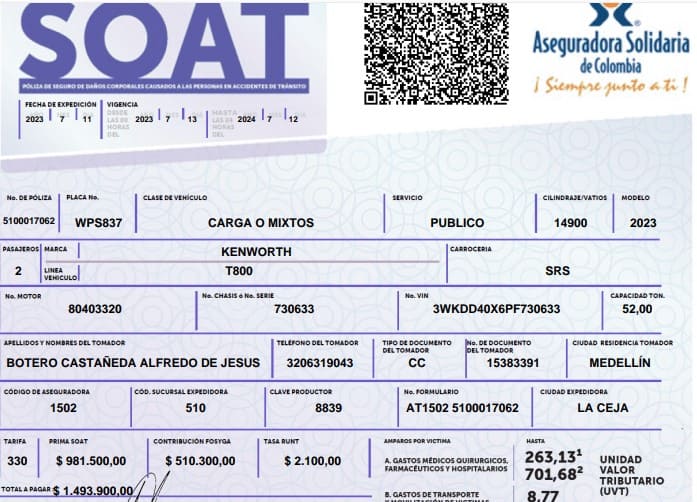 SOAT
PÓLIZA DE SEGURO DE DAÑOS CORPORALES CAUSADOS A LAS PERSONAS EN ACCIDENTES DE TRÁNSITO
Aseguradora Solidaria
de Colombia
¡ Siempre junto a ti !
FECHA DE EXPEDICIÓN VIGENCIA
2023 7 11 DESDE LAS 00 HORAS DEL 2023 7 13 HASTA LAS 24 HORAS DEL 2024 7 12
No. DE PÓLIZA PLACA No. CLASE DE VEHÍCULO SERVICIO CILINDRAJE/VATIOS MODELO
5100017062 WPS837 CARGA O MIXTOS PUBLICO 14900 2023
PASAJEROS MARCA KENWORTH CARROCERIA
2 LINEA VEHICULO T800 SRS
No. MOTOR No. CHASIS ó No. SERIE No. VIN CAPACIDAD TON.
80403320 730633 3WKDD40X6PF730633 52,00
APELLIDOS Y NOMBRES DEL TOMADOR TELÉFONO DEL TOMADOR TIPO DE DOCUMENTO DEL TOMADOR No. DE DOCUMENTO DEL TOMADOR CIUDAD RESIDENCIA TOMADOR
BOTERO CASTAÑEDA ALFREDO DE JESUS 3206319043 CC 15383391 MEDELLÍN
CÓDIGO DE ASEGURADORA CÓD. SUCURSAL EXPEDIDORA CLAVE PRODUCTOR No. FORMULARIO CIUDAD EXPEDIDORA
1502 510 8839 AT1502 5100017062 LA CEJA
TARIFA PRIMA SOAT CONTRIBUCIÓN FOSYGA TASA RUNT AMPAROS POR VICTIMA HASTA
330 $ 981.500,00 $ 510.300,00 $ 2.100,00 A. GASTOS MÉDICOS QUIRURGICOS, FARMACÉUTICOS Y HOSPITALARIOS 263,13¹ 701,68² UNIDAD VALOR TRIBUTARIO (UVT)
TOTAL A PAGAR $ 1.493.900,00 B. GASTOS DE TRANSPORTE 8,77